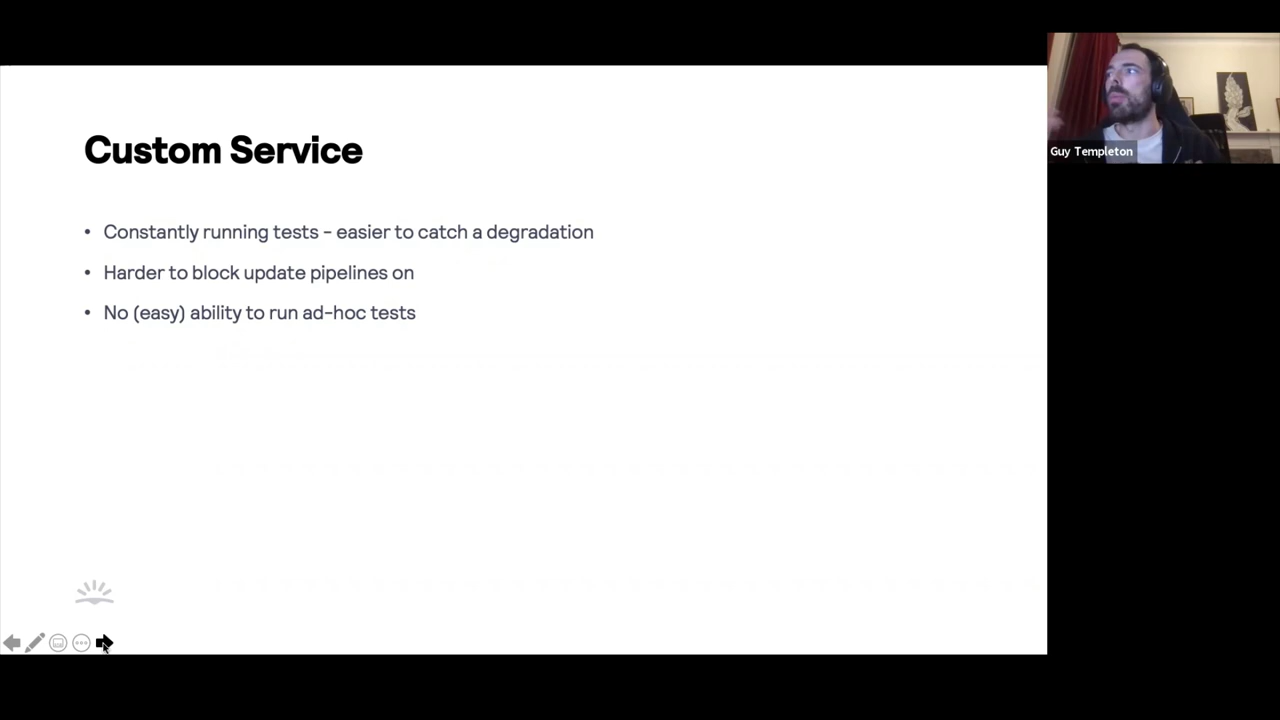 Custom Service
• Constantly running tests - easier to catch a degradation
• Harder to block update pipelines on
• No (easy) ability to run ad-hoc tests
Guy Templeton